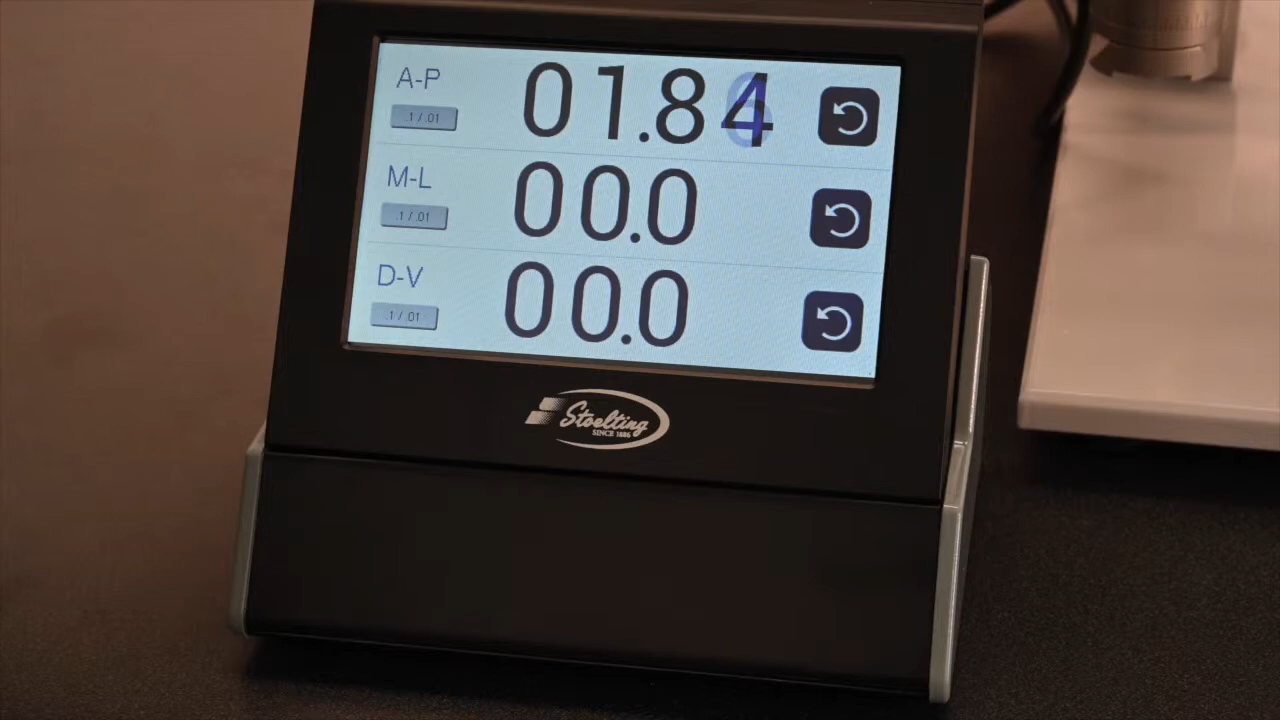 A-P 01.84
.1 / .01
M-L 00.0
.1 / .01
D-V 00.0
.1 / .01
Stoelting
SINCE 1886